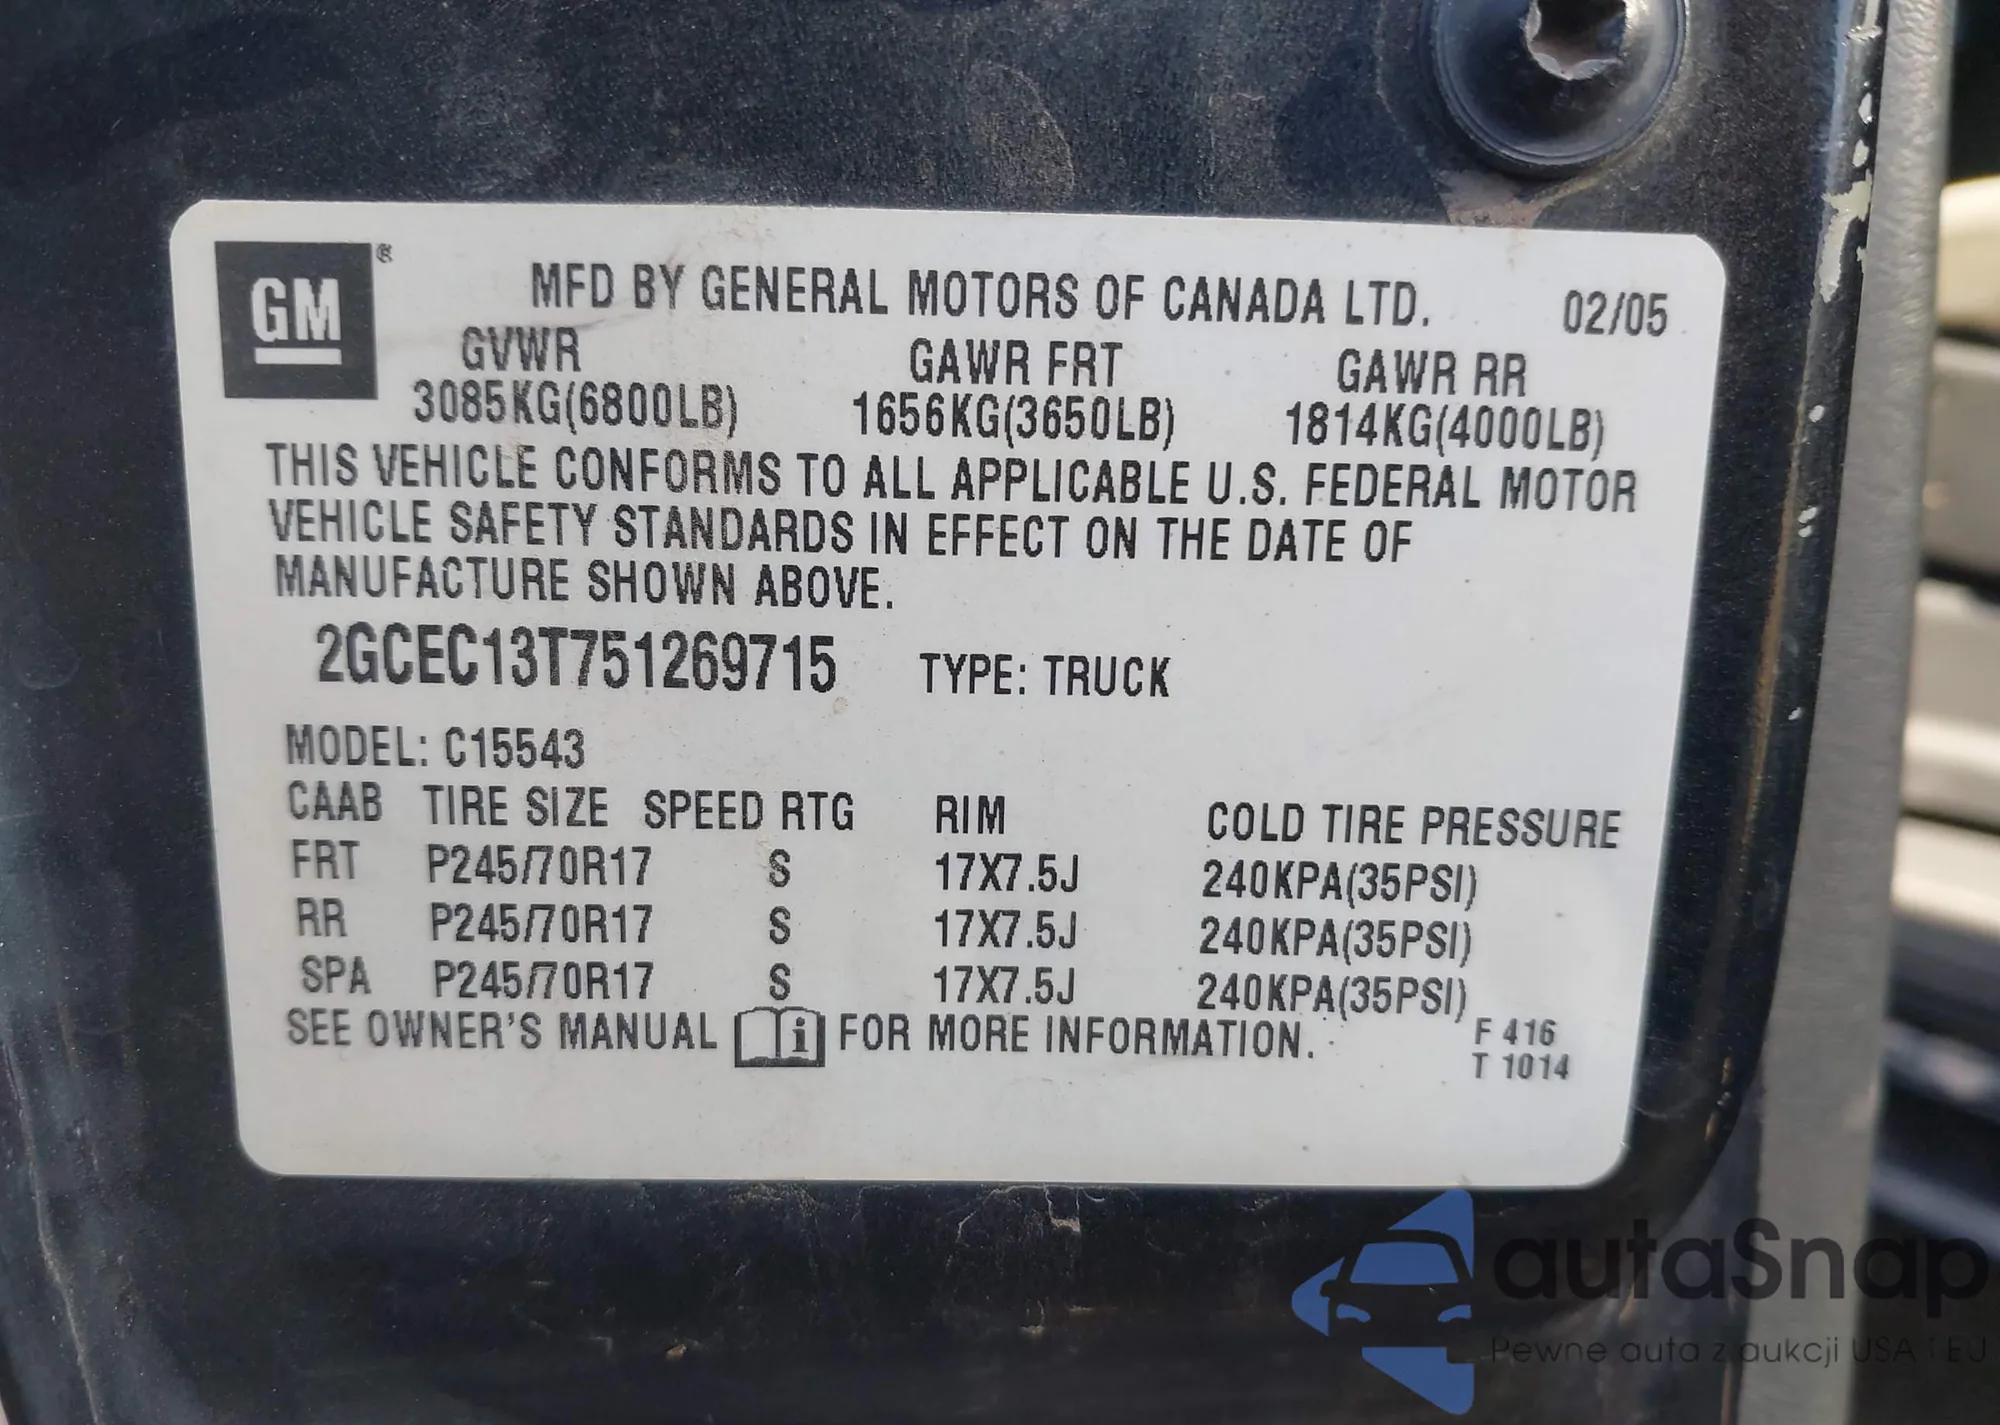 GM ®
MFD BY GENERAL MOTORS OF CANADA LTD. 02/05
GVWR GAWR FRT GAWR RR
3085KG(6800LB) 1656KG(3650LB) 1814KG(4000LB)
THIS VEHICLE CONFORMS TO ALL APPLICABLE U.S. FEDERAL MOTOR
VEHICLE SAFETY STANDARDS IN EFFECT ON THE DATE OF
MANUFACTURE SHOWN ABOVE.
2GCEC13T751269715 TYPE: TRUCK
MODEL: C15543
CAAB TIRE SIZE SPEED RTG RIM COLD TIRE PRESSURE
FRT P245/70R17 S 17X7.5J 240KPA(35PSI)
RR P245/70R17 S 17X7.5J 240KPA(35PSI)
SPA P245/70R17 S 17X7.5J 240KPA(35PSI)
SEE OWNER'S MANUAL i FOR MORE INFORMATION.
F 416
T 1014
autaSnap
Pewne auta z aukcji USA i EU